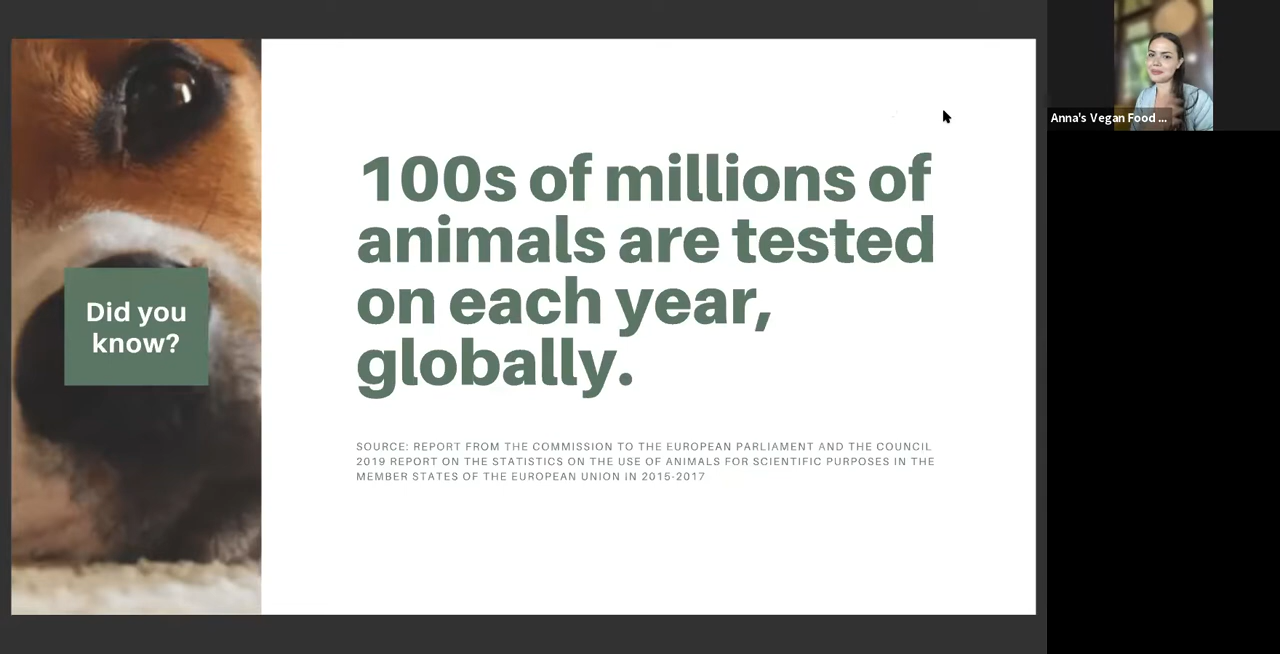 Did you
know?
100s of millions of
animals are tested
on each year,
globally.
SOURCE: REPORT FROM THE COMMISSION TO THE EUROPEAN PARLIAMENT AND THE COUNCIL
2019 REPORT ON THE STATISTICS ON THE USE OF ANIMALS FOR SCIENTIFIC PURPOSES IN THE
MEMBER STATES OF THE EUROPEAN UNION IN 2015-2017
Anna's Vegan Food ...